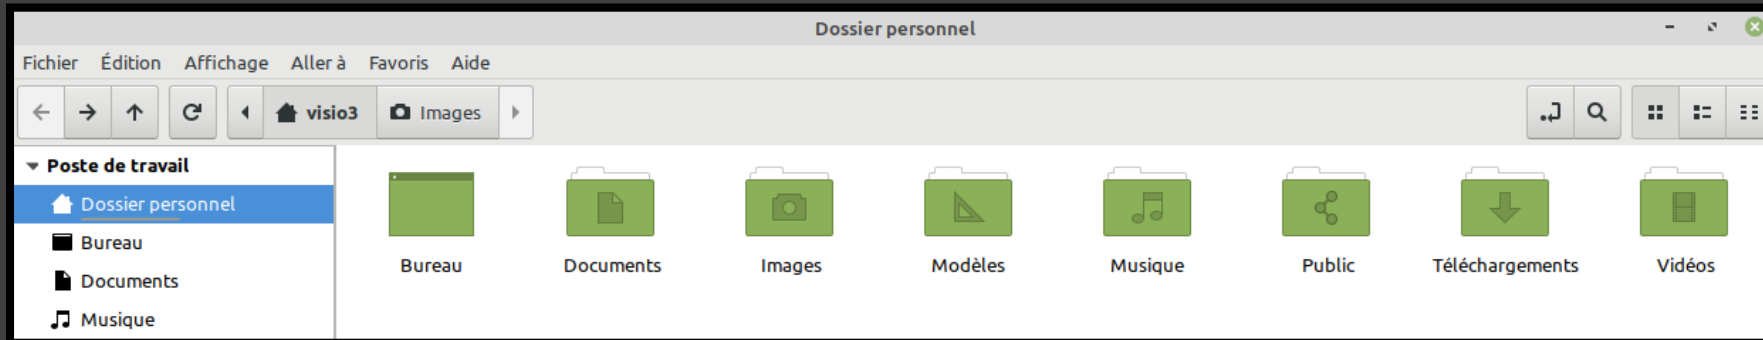 Dossier personnel
Fichier Édition Affichage Aller à Favoris Aide
visio3 Images
Poste de travail
Dossier personnel
Bureau
Documents
Musique
Bureau Documents Images Modèles Musique Public Téléchargements Vidéos